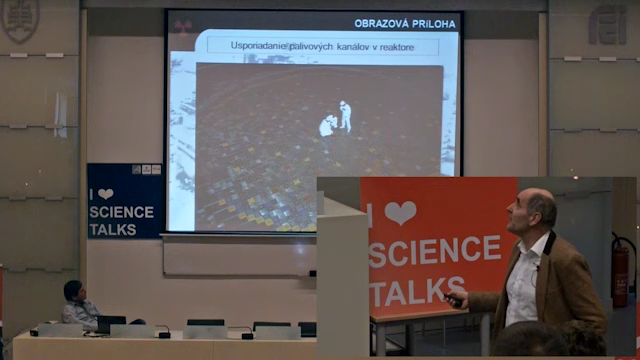 OBRAZOVÁ PRÍLOHA
Usporiadanie palivových kanálov v reaktore
I ❤
SCIENCE
TALKS
I ❤
SCIENCE
TALKS